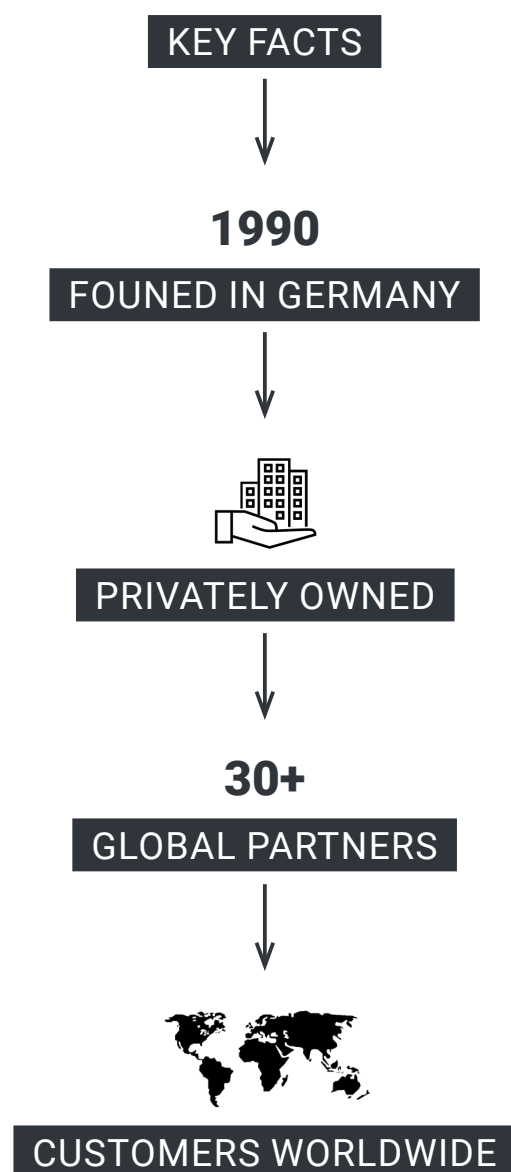 KEY FACTS
1990
FOUNED IN GERMANY
PRIVATELY OWNED
30+
GLOBAL PARTNERS
CUSTOMERS WORLDWIDE